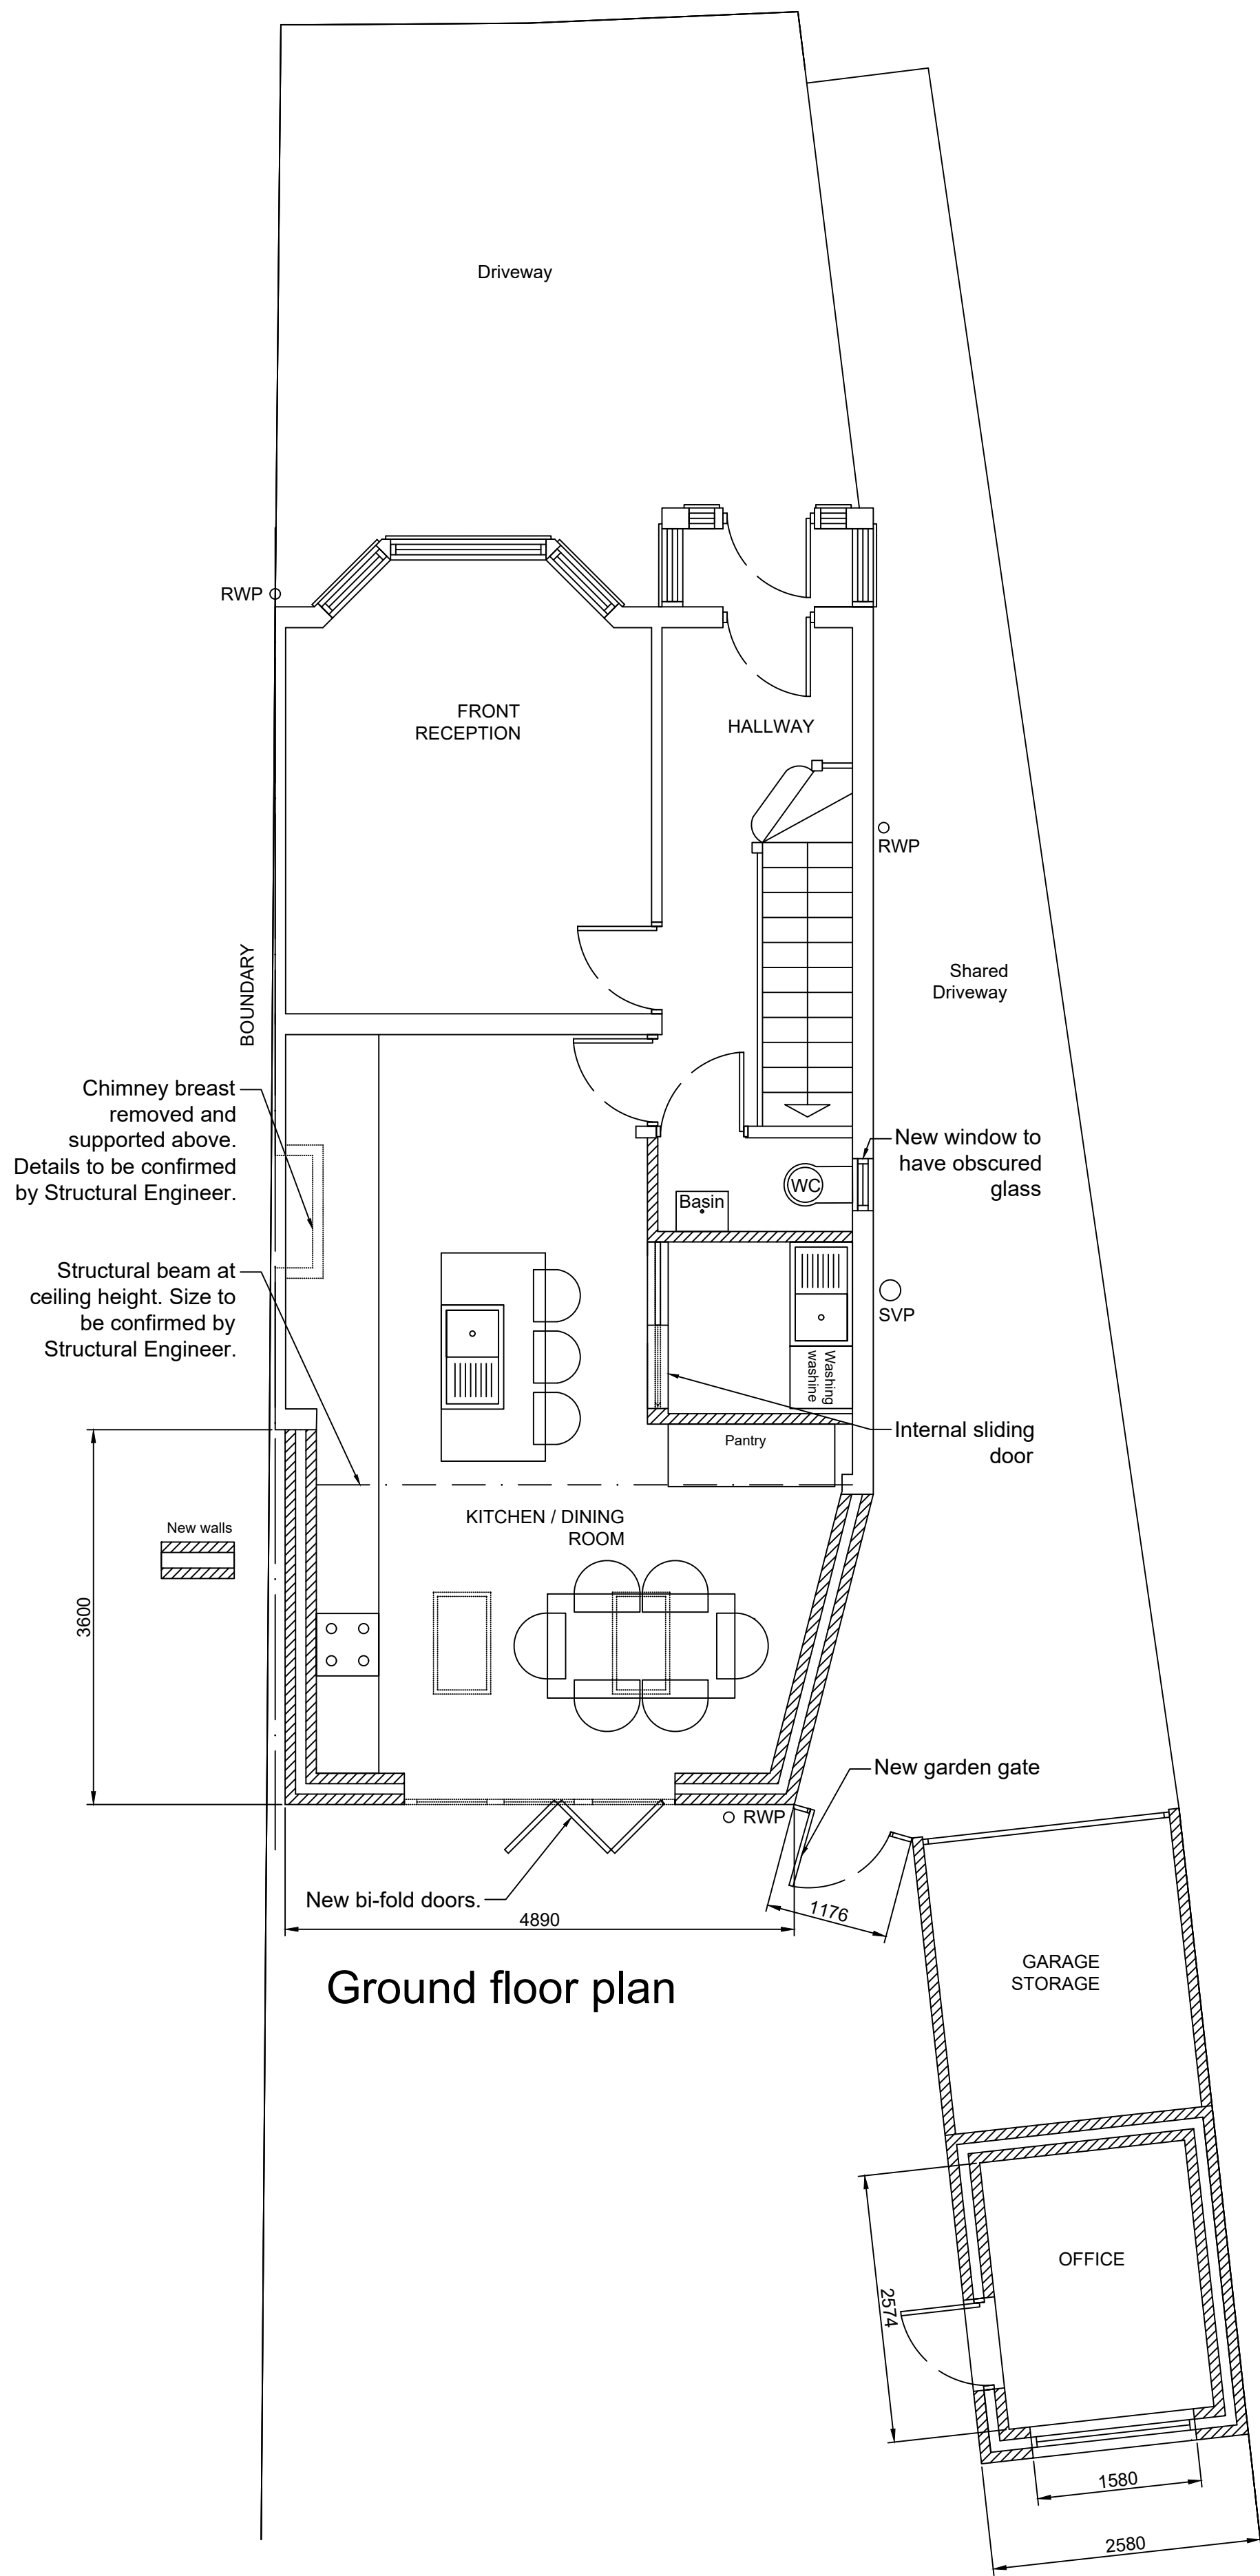 Driveway
RWP
FRONT
RECEPTION
HALLWAY
RWP
BOUNDARY
Shared
Driveway
Chimney breast
removed and
supported above.
Details to be confirmed
by Structural Engineer.
New window to
have obscured
glass
WC
Basin
Structural beam at
ceiling height. Size to
be confirmed by
Structural Engineer.
SVP
Washing
washine
Internal sliding
door
Pantry
KITCHEN / DINING
ROOM
New walls
3600
New garden gate
RWP
New bi-fold doors.
4890
1176
Ground floor plan
GARAGE
STORAGE
OFFICE
2574
1580
2580